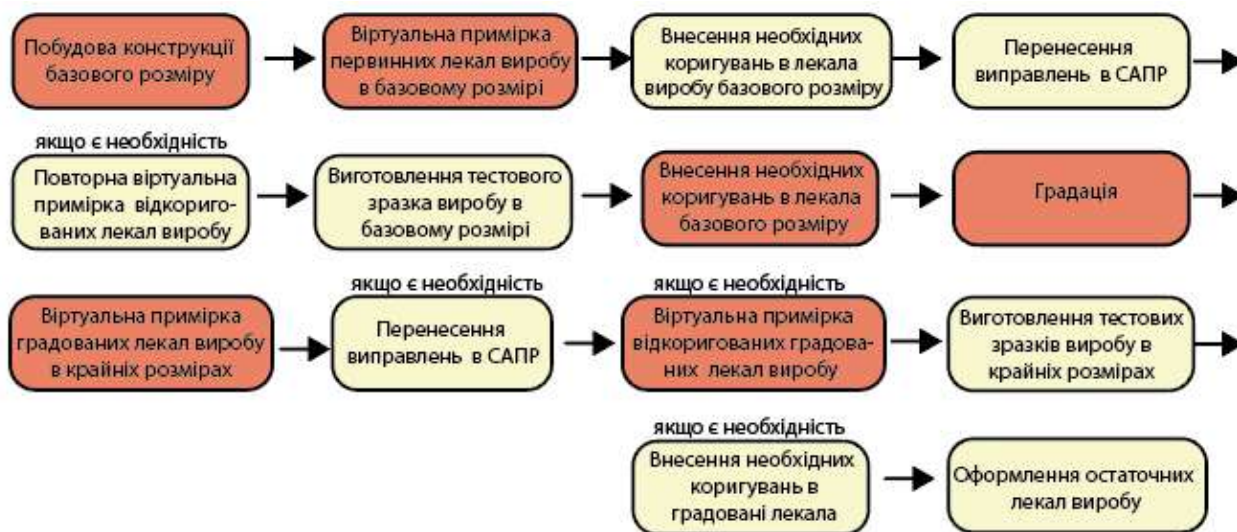 Побудова конструкції
базового розміру
Віртуальна примірка
первинних лекал виробу
в базовому розмірі
Внесення необхідних
коригувань в лекала
виробу базового розміру
Перенесення
виправлень в САПР
якщо є необхідність
Повторна віртуальна
примірка відкориго-
ваних лекал виробу
Виготовлення тестового
зразка виробу в
базовому розмірі
Внесення необхідних
коригувань в лекала
базового розміру
Градація
Віртуальна примірка
градованих лекал виробу
в крайніх розмірах
якщо є необхідність
Перенесення
виправлень в САПР
якщо є необхідність
Віртуальна примірка
відкоригованих градова-
них лекал виробу
Виготовлення тестових
зразків виробу в
крайніх розмірах
якщо є необхідність
Внесення необхідних
коригувань в
градовані лекала
Оформлення остаточних
лекал виробу